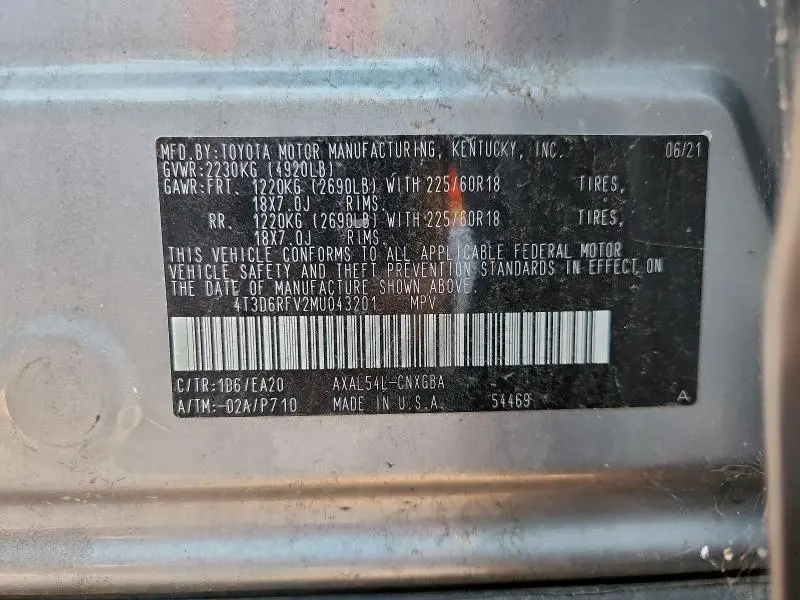 MFD.BY:TOYOTA MOTOR MANUFACTURING, KENTUCKY, INC. 06/21
GVWR:2230KG (4920LB)
GAWR:FRT. 1220KG (2690LB) WITH 225/60R18 TIRES,
18X7.0J RIMS.
RR. 1220KG (2690LB) WITH 225/60R18 TIRES,
18X7.0J RIMS.
THIS VEHICLE CONFORMS TO ALL APPLICABLE FEDERAL MOTOR
VEHICLE SAFETY AND THEFT PREVENTION STANDARDS IN EFFECT ON
THE DATE OF MANUFACTURE SHOWN ABOVE.
4T3D6RFV2MU043201 MPV
C/TR:1D6/EA20 AXAL54L-CNXGBA
A/TM:-02A/P710 MADE IN U.S.A. 54469 A